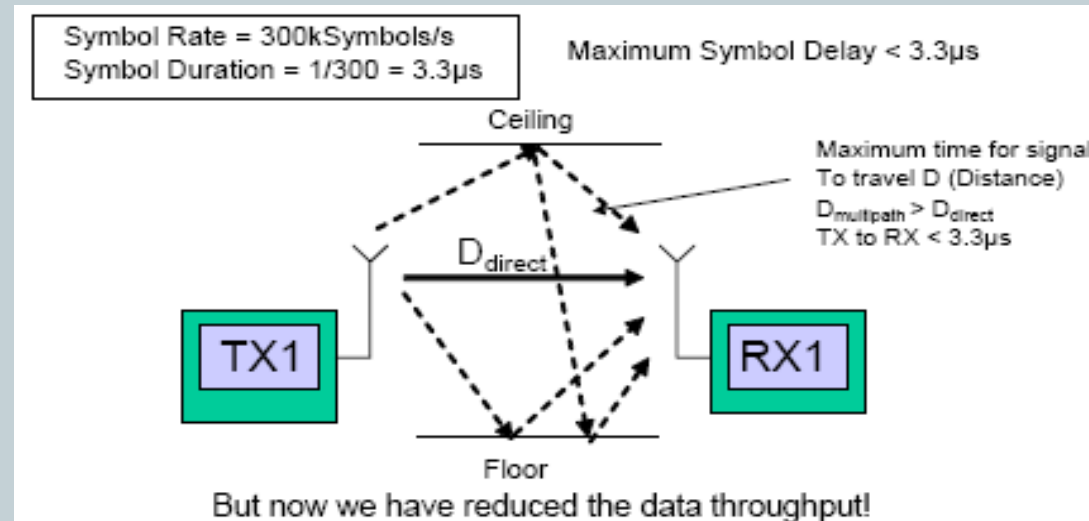 Symbol Rate = 300kSymbols/s
Symbol Duration = 1/300 = 3.3µs
Maximum Symbol Delay < 3.3µs
Ceiling
Maximum time for signal
To travel D (Distance)
Dmultipath > Ddirect
TX to RX < 3.3µs
Ddirect
TX1
RX1
Floor
But now we have reduced the data throughput!